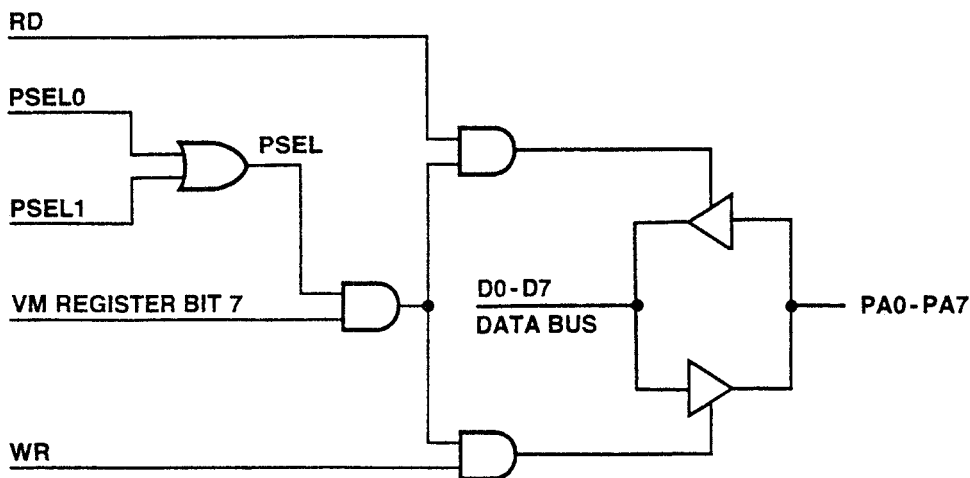 RD
PSEL0
PSEL
PSEL1
VM REGISTER BIT 7
D0-D7
DATA BUS
PA0-PA7
WR